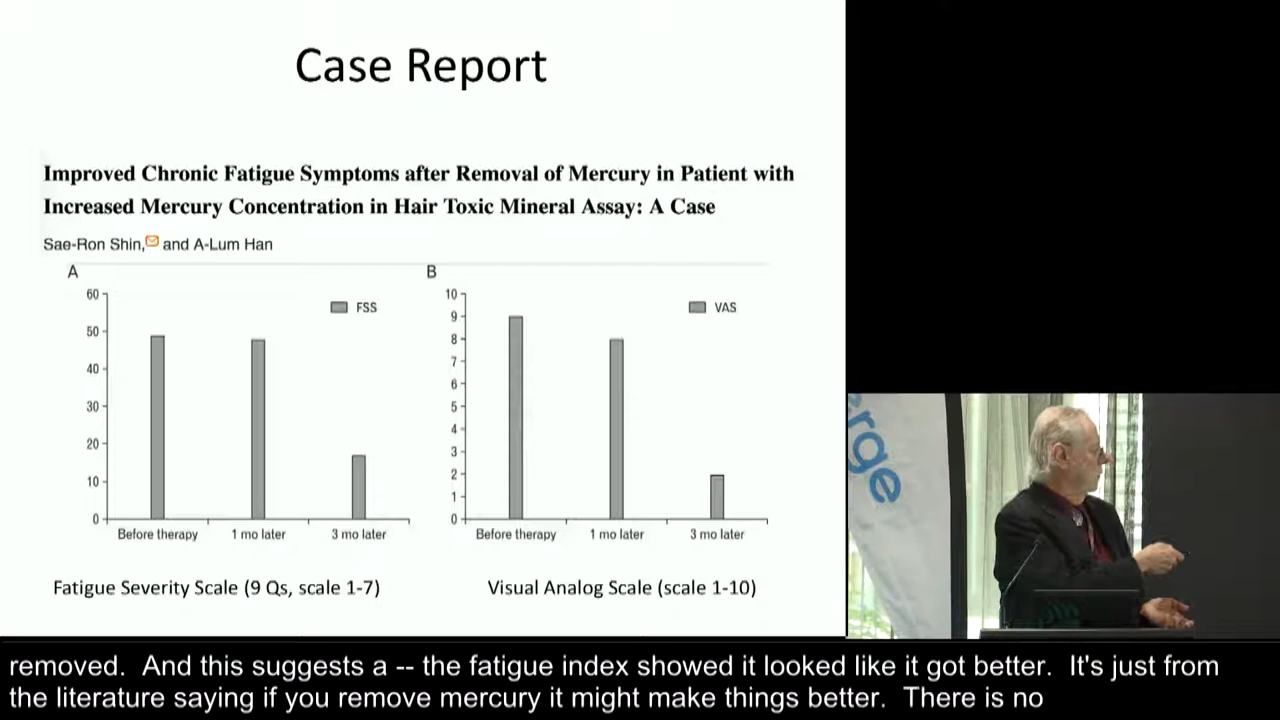 Case Report
Improved Chronic Fatigue Symptoms after Removal of Mercury in Patient with
Increased Mercury Concentration in Hair Toxic Mineral Assay: A Case
Sae-Ron Shin, and A-Lum Han
A
60
50
40
30
20
10
0
FSS
Before therapy
1 mo later
3 mo later
B
10
9
8
7
6
5
4
3
2
1
0
VAS
Before therapy
1 mo later
3 mo later
Fatigue Severity Scale (9 Qs, scale 1-7)
Visual Analog Scale (scale 1-10)
erge
removed. And this suggests a -- the fatigue index showed it looked like it got better. It's just from
the literature saying if you remove mercury it might make things better. There is no